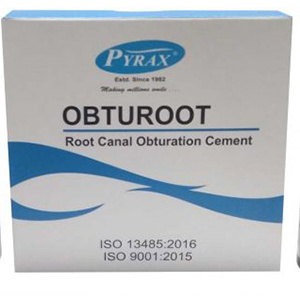 PYRAX®
Estd. Since 1982
Making millions smile.....
OBTUROOT
Root Canal Obturation Cement
ISO 13485:2016
ISO 9001:2015